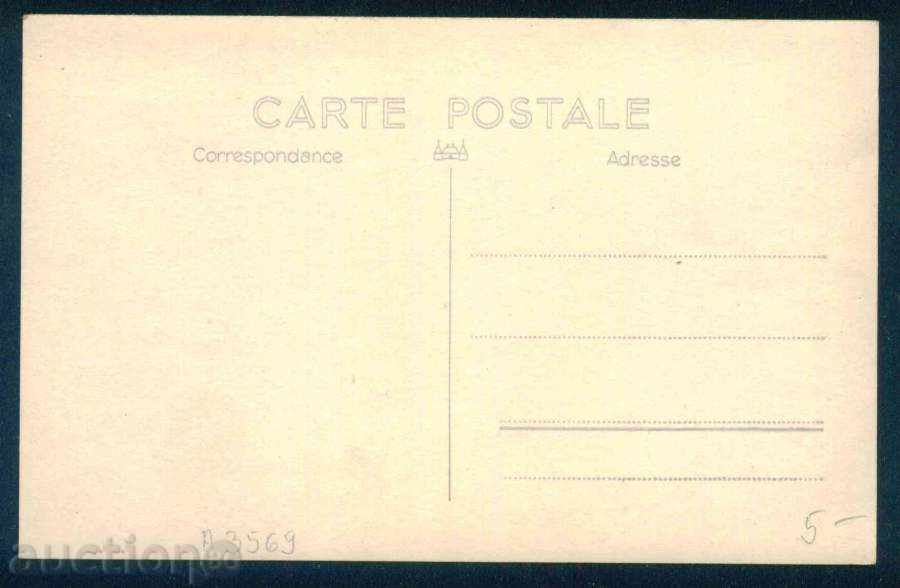 CARTE POSTALE
Correspondance
Adresse
A 3569
5-
auction